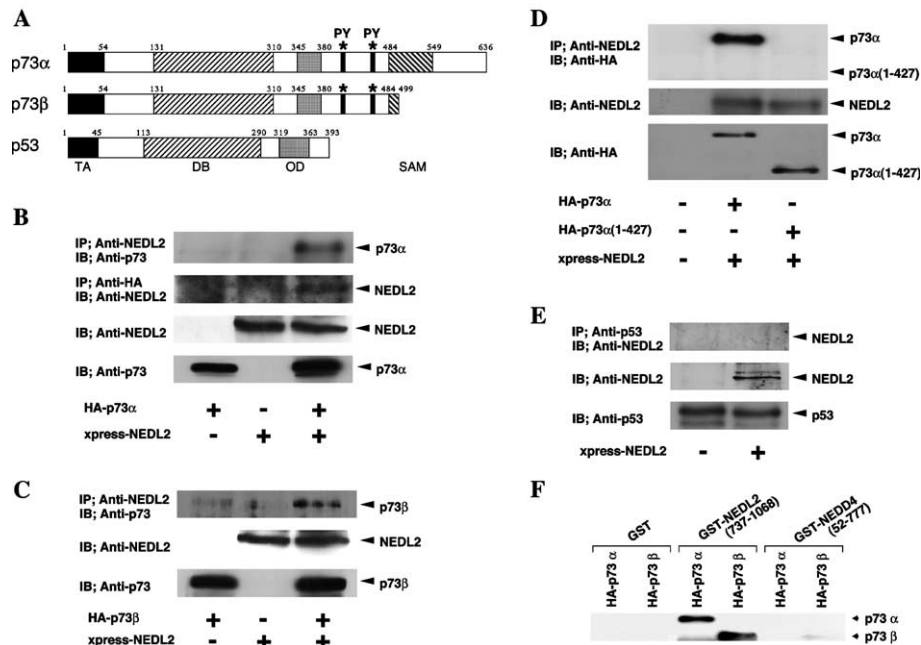 A
PY PY
* *
1 54 131 310 345 380 484 549 636
p73α
* *
1 54 131 310 345 380 484 499
p73β
1 45 113 290 319 363 393
p53
TA DB OD SAM
B
IP; Anti-NEDL2
IB; Anti-p73
p73α
IP; Anti-HA
IB; Anti-NEDL2
NEDL2
IB; Anti-NEDL2
NEDL2
IB; Anti-p73
p73α
HA-p73α + - +
xpress-NEDL2 - + +
C
IP; Anti-NEDL2
IB; Anti-p73
p73β
IB; Anti-NEDL2
NEDL2
IB; Anti-p73
p73β
HA-p73β + - +
xpress-NEDL2 - + +
D
IP; Anti-NEDL2
IB; Anti-HA
p73α
p73α(1-427)
IB; Anti-NEDL2
NEDL2
IB; Anti-HA
p73α
p73α(1-427)
HA-p73α - + -
HA-p73α(1-427) - - +
xpress-NEDL2 - + +
E
IP; Anti-p53
IB; Anti-NEDL2
NEDL2
IB; Anti-NEDL2
NEDL2
IB; Anti-p53
p53
xpress-NEDL2 - +
F
GST
GST-NEDL2
(737-1068)
GST-NEDD4
(52-777)
HA-p73 α
HA-p73 β
HA-p73 α
HA-p73 β
HA-p73 α
HA-p73 β
p73 α
p73 β